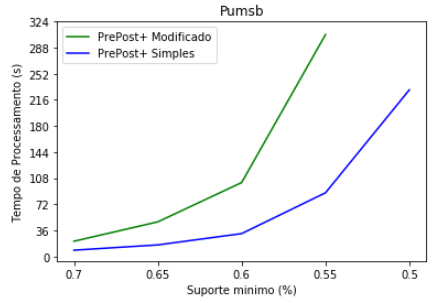 Pumsb
324
288
252
216
180
144
108
72
36
0
Tempo de Processamento (s)
PrePost+ Modificado
PrePost+ Simples
0.7 0.65 0.6 0.55 0.5
Suporte minimo (%)